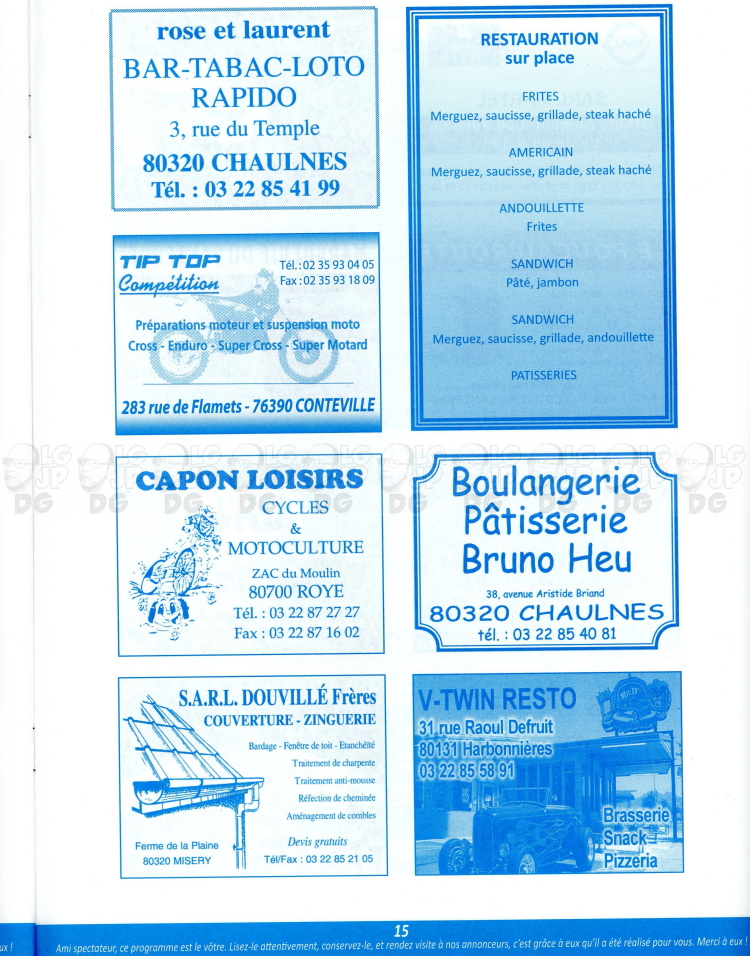 rose et laurent
BAR-TABAC-LOTO
RAPIDO
3, rue du Temple
80320 CHAULNES
Tél. : 03 22 85 41 99
RESTAURATION
sur place
FRITES
Merguez, saucisse, grillade, steak haché
AMERICAIN
Merguez, saucisse, grillade, steak haché
ANDOUILLETTE
Frites
SANDWICH
Pâté, jambon
SANDWICH
Merguez, saucisse, grillade, andouillette
PATISSERIES
TIP TOP
Compétition
Tél. : 02 35 93 04 05
Fax : 02 35 93 18 09
Préparations moteur et suspension moto
Cross - Enduro - Super Cross - Super Motard
283 rue de Flamets - 76390 CONTEVILLE
CAPON LOISIRS
CYCLES
&
MOTOCULTURE
ZAC du Moulin
80700 ROYE
Tél. : 03 22 87 27 27
Fax : 03 22 87 16 02
Boulangerie
Pâtisserie
Bruno Heu
38, avenue Aristide Briand
80320 CHAULNES
tél. : 03 22 85 40 81
S.A.R.L. DOUVILLÉ Frères
COUVERTURE - ZINGUERIE
Bardage - Fenêtre de toit - Etanchéïté
Traitement de charpente
Traitement anti-mousse
Réfection de cheminée
Aménagement de combles
Devis gratuits
Ferme de la Plaine
80320 MISERY
Tél/Fax : 03 22 85 21 05
V-TWIN RESTO
31 rue Raoul Defruit
80131 Harbonnières
03 22 85 58 91
Brasserie
Snack
Pizzeria
15
Ami spectateur, ce programme est le vôtre. Lisez-le attentivement, conservez-le, et rendez visite à nos annonceurs, c'est grâce à eux qu'il a été réalisé pour vous. Merci à eux !
LG JP DG